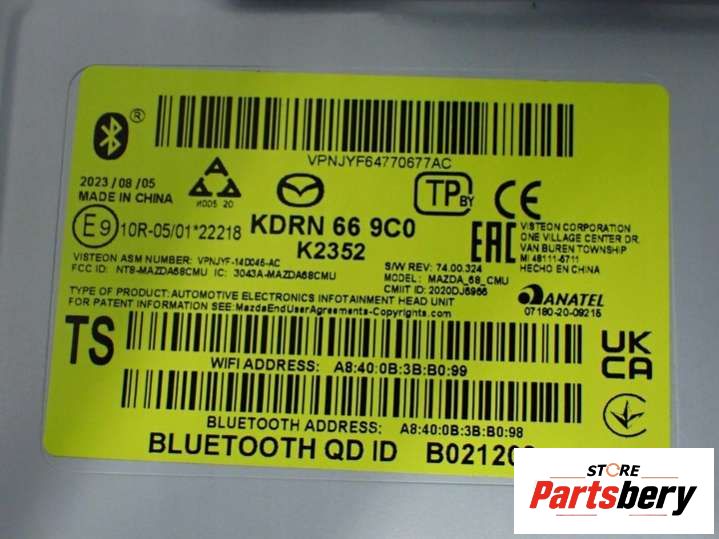 ®
VPNJYF64770677AC
2023/08/05
MADE IN CHINA
TP BY
CE
E9 10R-05/01*22218
KDRN 66 9C0
K2352
EAC
VISTEON CORPORATION
ONE VILLAGE CENTER DR.
VAN BUREN TOWNSHIP
MI 48111-5711
HECHO EN CHINA
VISTEON ASM NUMBER: VPNJYF-14D045-AC
FCC ID: NT8-MAZDA68CMU IC: 3043A-MAZDA68CMU
S/W REV: 74.00.324
MODEL: MAZDA_68_CMU
CMIIT ID: 2020DJ6966
ANATEL
07180-20-09215
TYPE OF PRODUCT: AUTOMOTIVE ELECTRONICS INFOTAINMENT HEAD UNIT
FOR PATENT INFORMATION SEE: MazdaEndUserAgreements-Copyrights.com
TS
WIFI ADDRESS: A8:40:0B:3B:B0:99
UK
CA
BLUETOOTH ADDRESS: A8:40:0B:3B:B0:98
BLUETOOTH QD ID
STORE
Partsbery